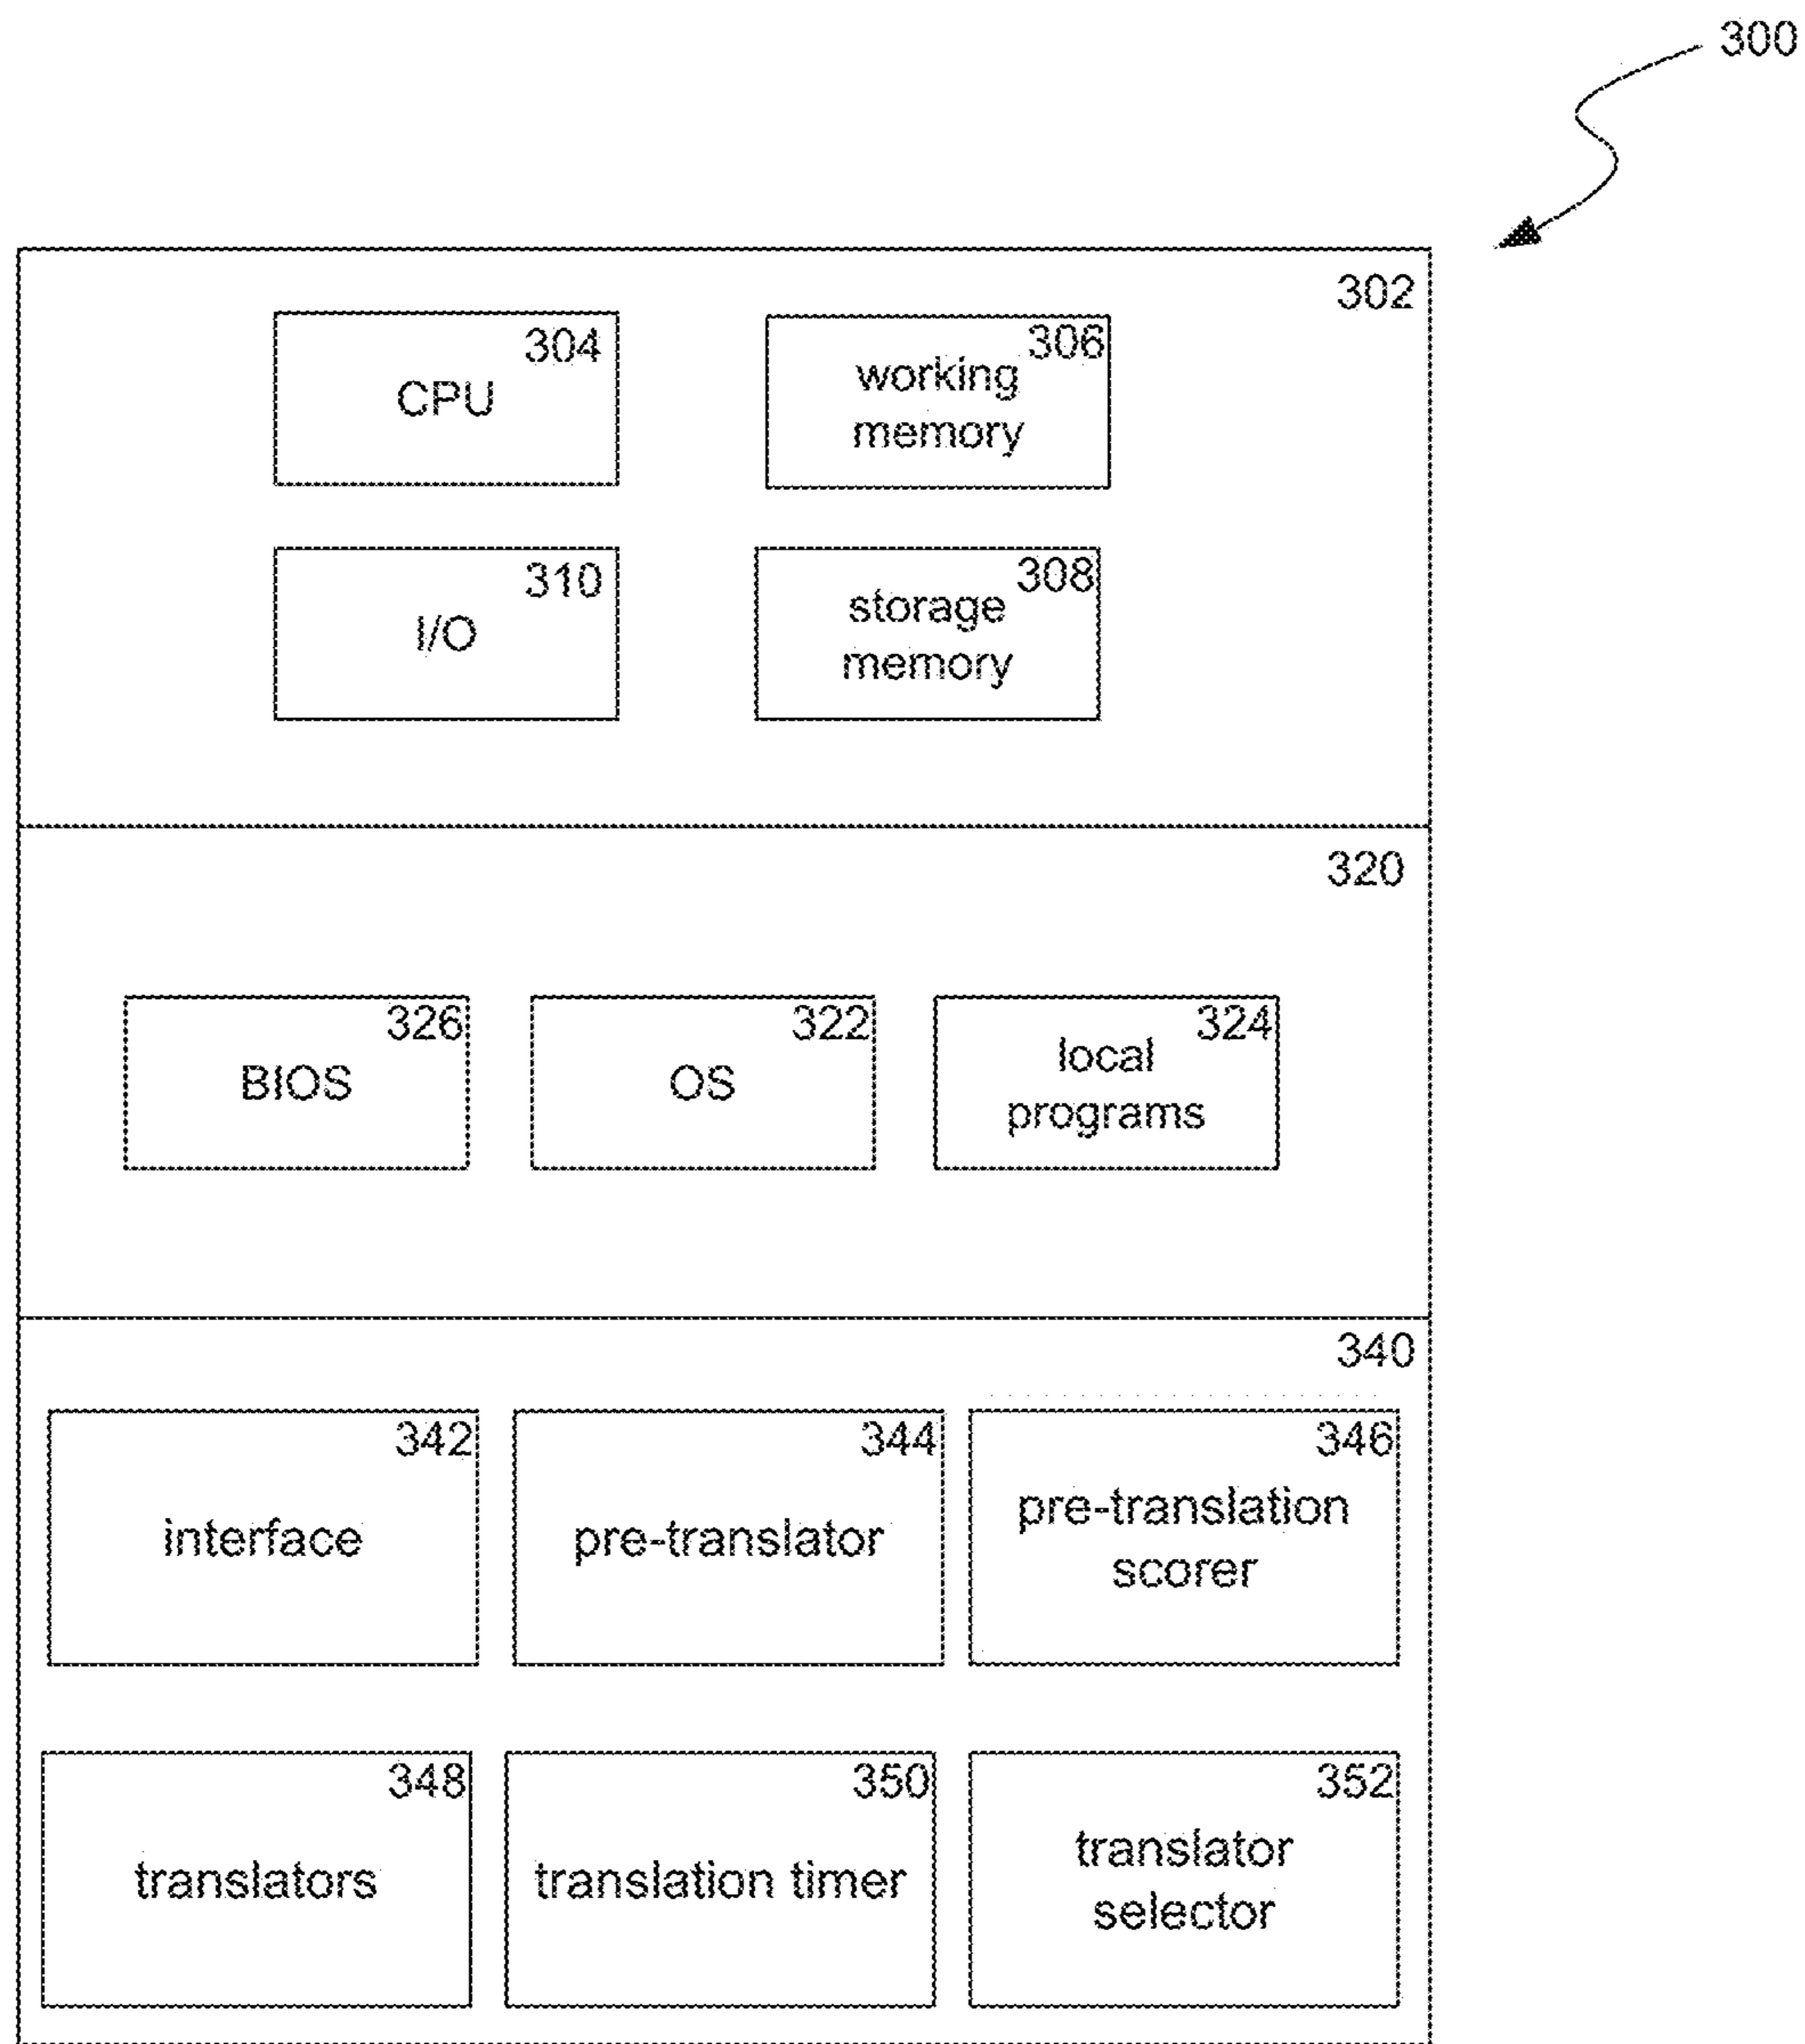 300
302
304
CPU
306
working
memory
310
I/O
308
storage
memory
320
326
BIOS
322
OS
324
local
programs
340
342
interface
344
pre-translator
346
pre-translation
scorer
348
translators
350
translation timer
352
translator
selector